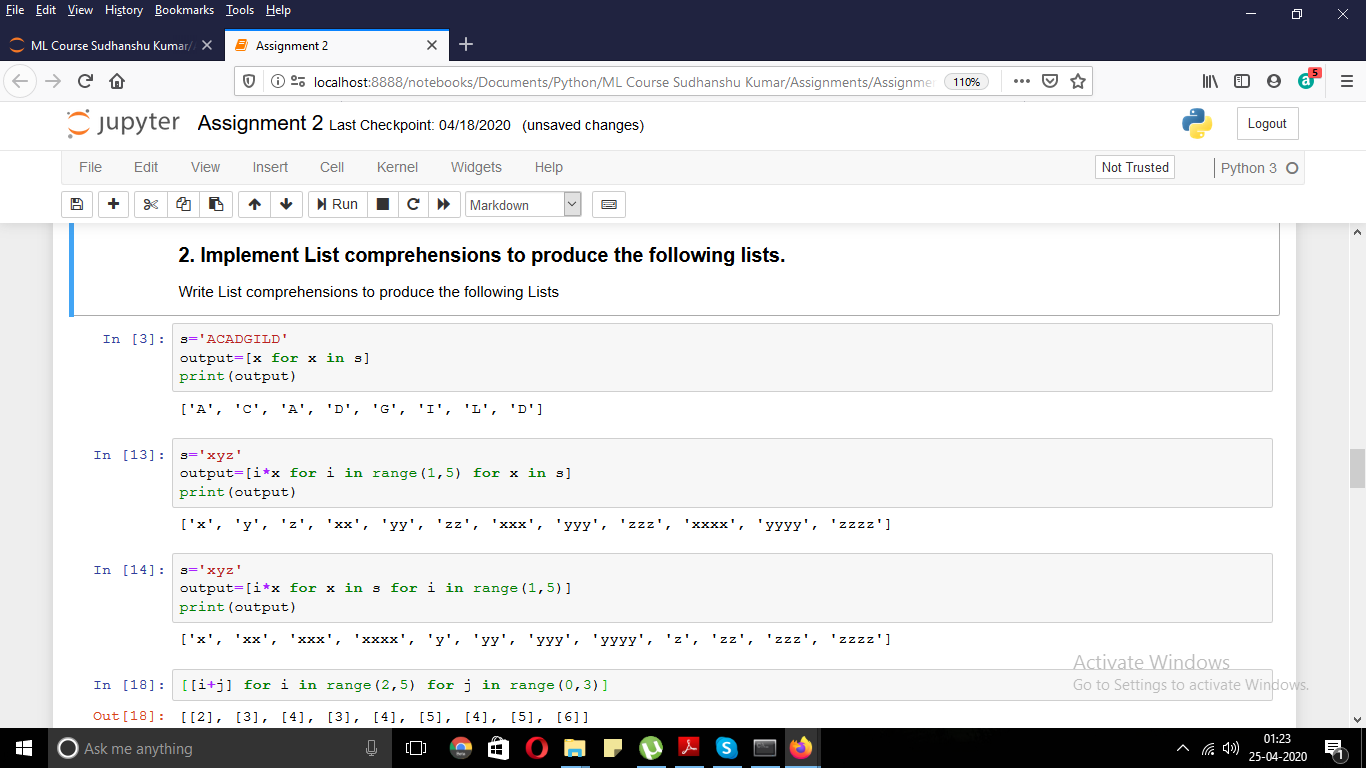 File Edit View History Bookmarks Tools Help
ML Course Sudhanshu Kumar/
Assignment 2
localhost:8888/notebooks/Documents/Python/ML Course Sudhanshu Kumar/Assignments/Assignme
110%
5
jupyter Assignment 2 Last Checkpoint: 04/18/2020 (unsaved changes)
Logout
File Edit View Insert Cell Kernel Widgets Help
Not Trusted
Python 3
Run
Markdown
2. Implement List comprehensions to produce the following lists.
Write List comprehensions to produce the following Lists
In [3]: s='ACADGILD'
output=[x for x in s]
print(output)
['A', 'C', 'A', 'D', 'G', 'I', 'L', 'D']
In [13]: s='xyz'
output=[i*x for i in range(1,5) for x in s]
print(output)
['x', 'y', 'z', 'xx', 'yy', 'zz', 'xxx', 'yyy', 'zzz', 'xxxx', 'yyyy', 'zzzz']
In [14]: s='xyz'
output=[i*x for x in s for i in range(1,5)]
print(output)
['x', 'xx', 'xxx', 'xxxx', 'y', 'yy', 'yyy', 'yyyy', 'z', 'zz', 'zzz', 'zzzz']
In [18]: [[i+j] for i in range(2,5) for j in range(0,3)]
Out[18]: [[2], [3], [4], [3], [4], [5], [4], [5], [6]]
Activate Windows
Go to Settings to activate Windows.
Ask me anything
01:23
25-04-2020
1